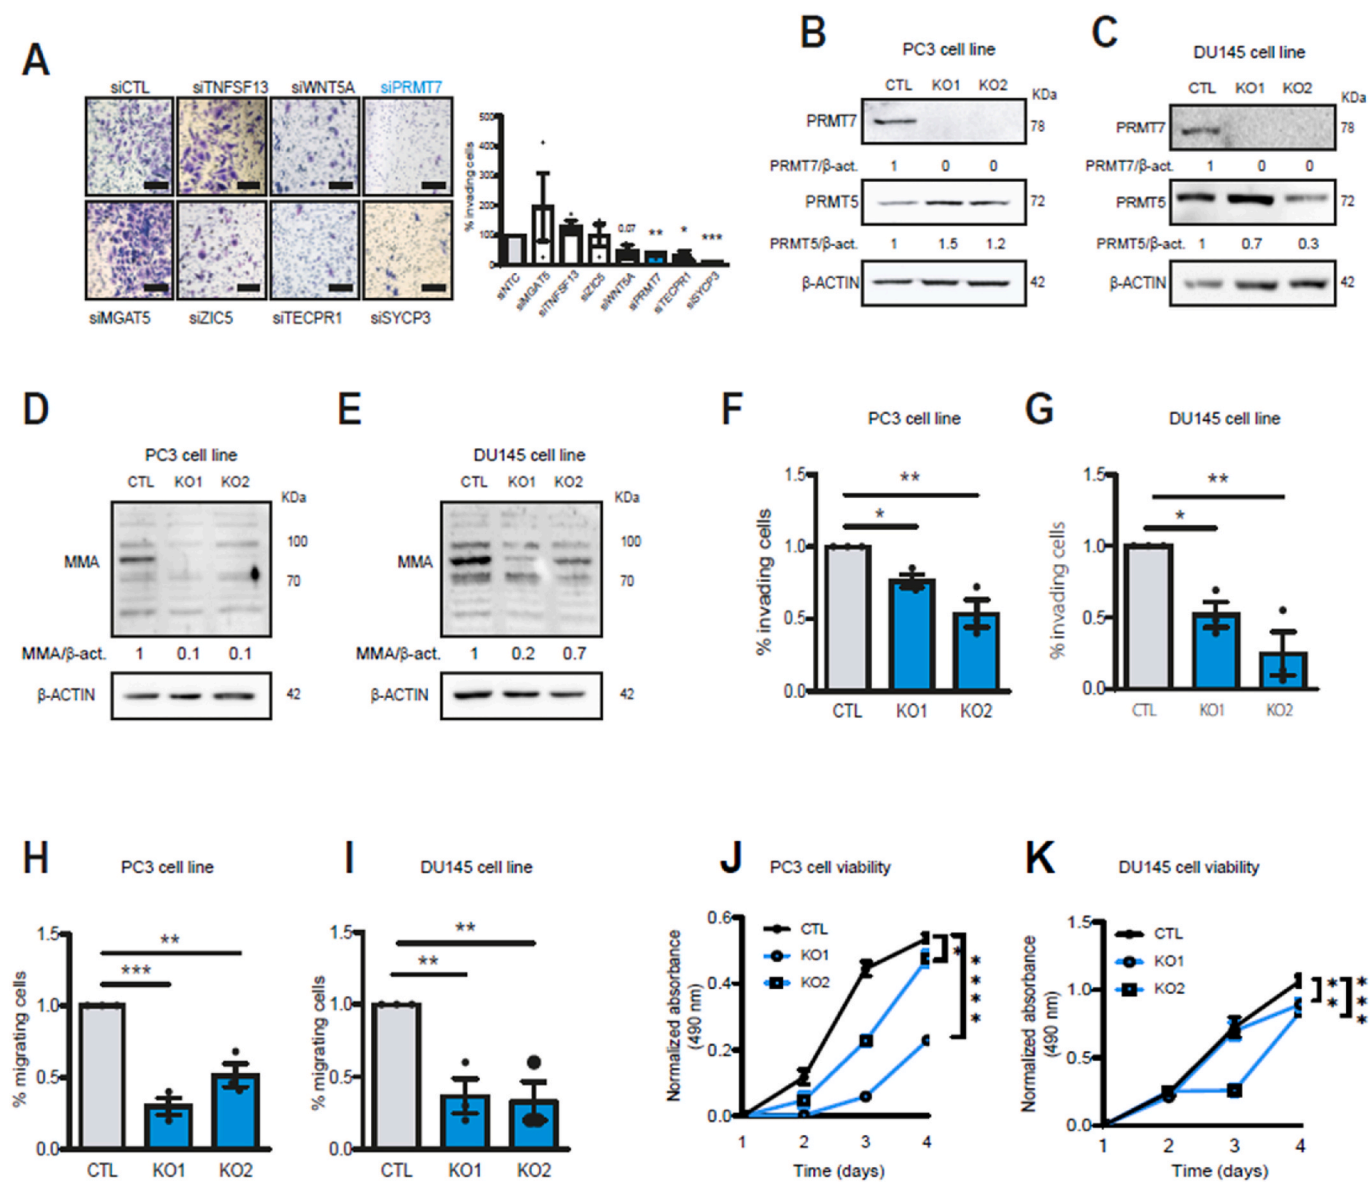 A
siCTL siTNFSF13 siWNT5A siPRMT7
siMGAT5 siZIC5 siTECPR1 siSYCP3
% invading cells
500
400
300
200
100
0
0.07 ** * ***
siNTC
siMGAT5
siTNFSF13
siZIC5
siWNT5A
siPRMT7
siTECPR1
siSYCP3
B
PC3 cell line
CTL KO1 KO2
KDa
PRMT7 78
PRMT7/β-act. 1 0 0
PRMT5 72
PRMT5/β-act. 1 1.5 1.2
β-ACTIN 42
C
DU145 cell line
CTL KO1 KO2
KDa
PRMT7 78
PRMT7/β-act. 1 0 0
PRMT5 72
PRMT5/β-act. 1 0.7 0.3
β-ACTIN 42
D
PC3 cell line
CTL KO1 KO2
KDa
100
MMA
70
MMA/β-act. 1 0.1 0.1
β-ACTIN 42
E
DU145 cell line
CTL KO1 KO2
KDa
100
MMA
70
MMA/β-act. 1 0.2 0.7
β-ACTIN 42
F
PC3 cell line
% invading cells
1.5
1.0
0.5
0.0
**
*
CTL KO1 KO2
G
DU145 cell line
% invading cells
1.5
1.0
0.5
0.0
**
*
CTL KO1 KO2
H
PC3 cell line
% migrating cells
1.5
1.0
0.5
0.0
**
***
CTL KO1 KO2
I
DU145 cell line
% migrating cells
1.5
1.0
0.5
0.0
**
**
CTL KO1 KO2
J
PC3 cell viability
Normalized absorbance
(490 nm)
0.6
0.4
0.2
0.0
CTL
KO1
KO2
*
****
1 2 3 4
Time (days)
K
DU145 cell viability
Normalized absorbance
(490 nm)
1.5
1.0
0.5
0.0
CTL
KO1
KO2
**
***
1 2 3 4
Time (days)